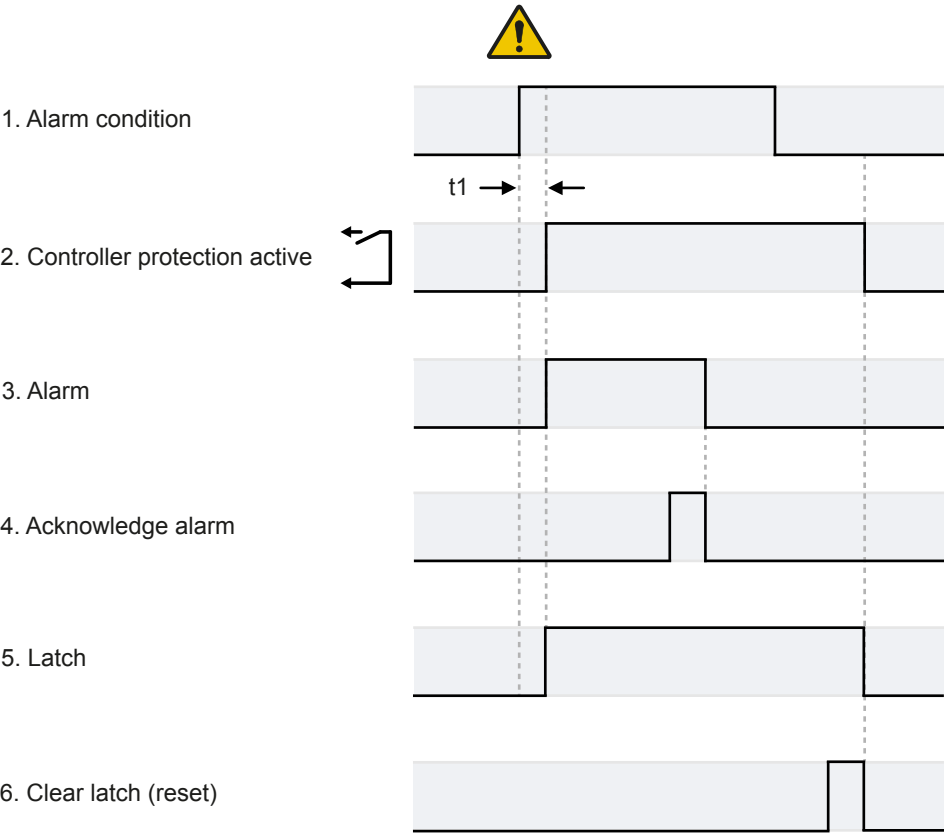 1. Alarm condition
t1
2. Controller protection active
3. Alarm
4. Acknowledge alarm
5. Latch
6. Clear latch (reset)